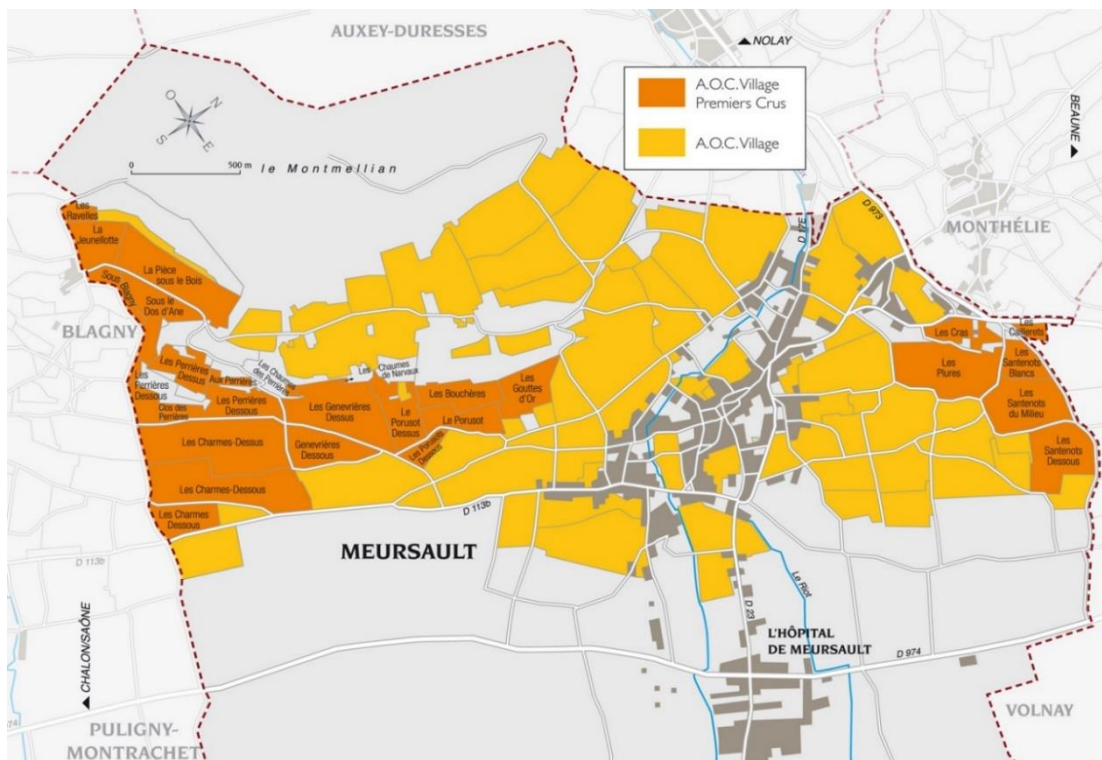 AUXEY-DURESSES
NOLAY
A.O.C.Village
Premiers Crus
A.O.C.Village
BEAUNE
O
N
S
E
0
500 m
le Montmellian
D 17E
D 973
MONTHÉLIE
Les
Ravelles
La
Jeunellotte
La Pièce
sous le Bois
Sous Blagny
Sous le
Dos d'Ane
BLAGNY
Les Perrières
Dessus
Aux Perrières
Les Chaumes
des Perrières
Les Chaumes
de Narvaux
Les Perrières
Dessous
Clos des
Perrières
Les Perrières
Dessous
Les Genevrières
Dessus
Le
Porusot
Dessus
Les Bouchères
Le Porusot
Les
Gouttes
d'Or
Les Porusots
Dessous
Les Charmes-Dessus
Genevrières
Dessous
Les Charmes-Dessous
Les Charmes
Dessous
Les Cras
Les
Caillerets
Les
Plures
Les
Santenots
Blancs
Les
Santenots
du Milieu
Les
Santenots
Dessous
D 113b
MEURSAULT
D 113b
Le Riot
D 23
L'HÔPITAL
DE MEURSAULT
D 974
CHALON/SAÔNE
74
PULIGNY-
MONTRACHET
VOLNAY